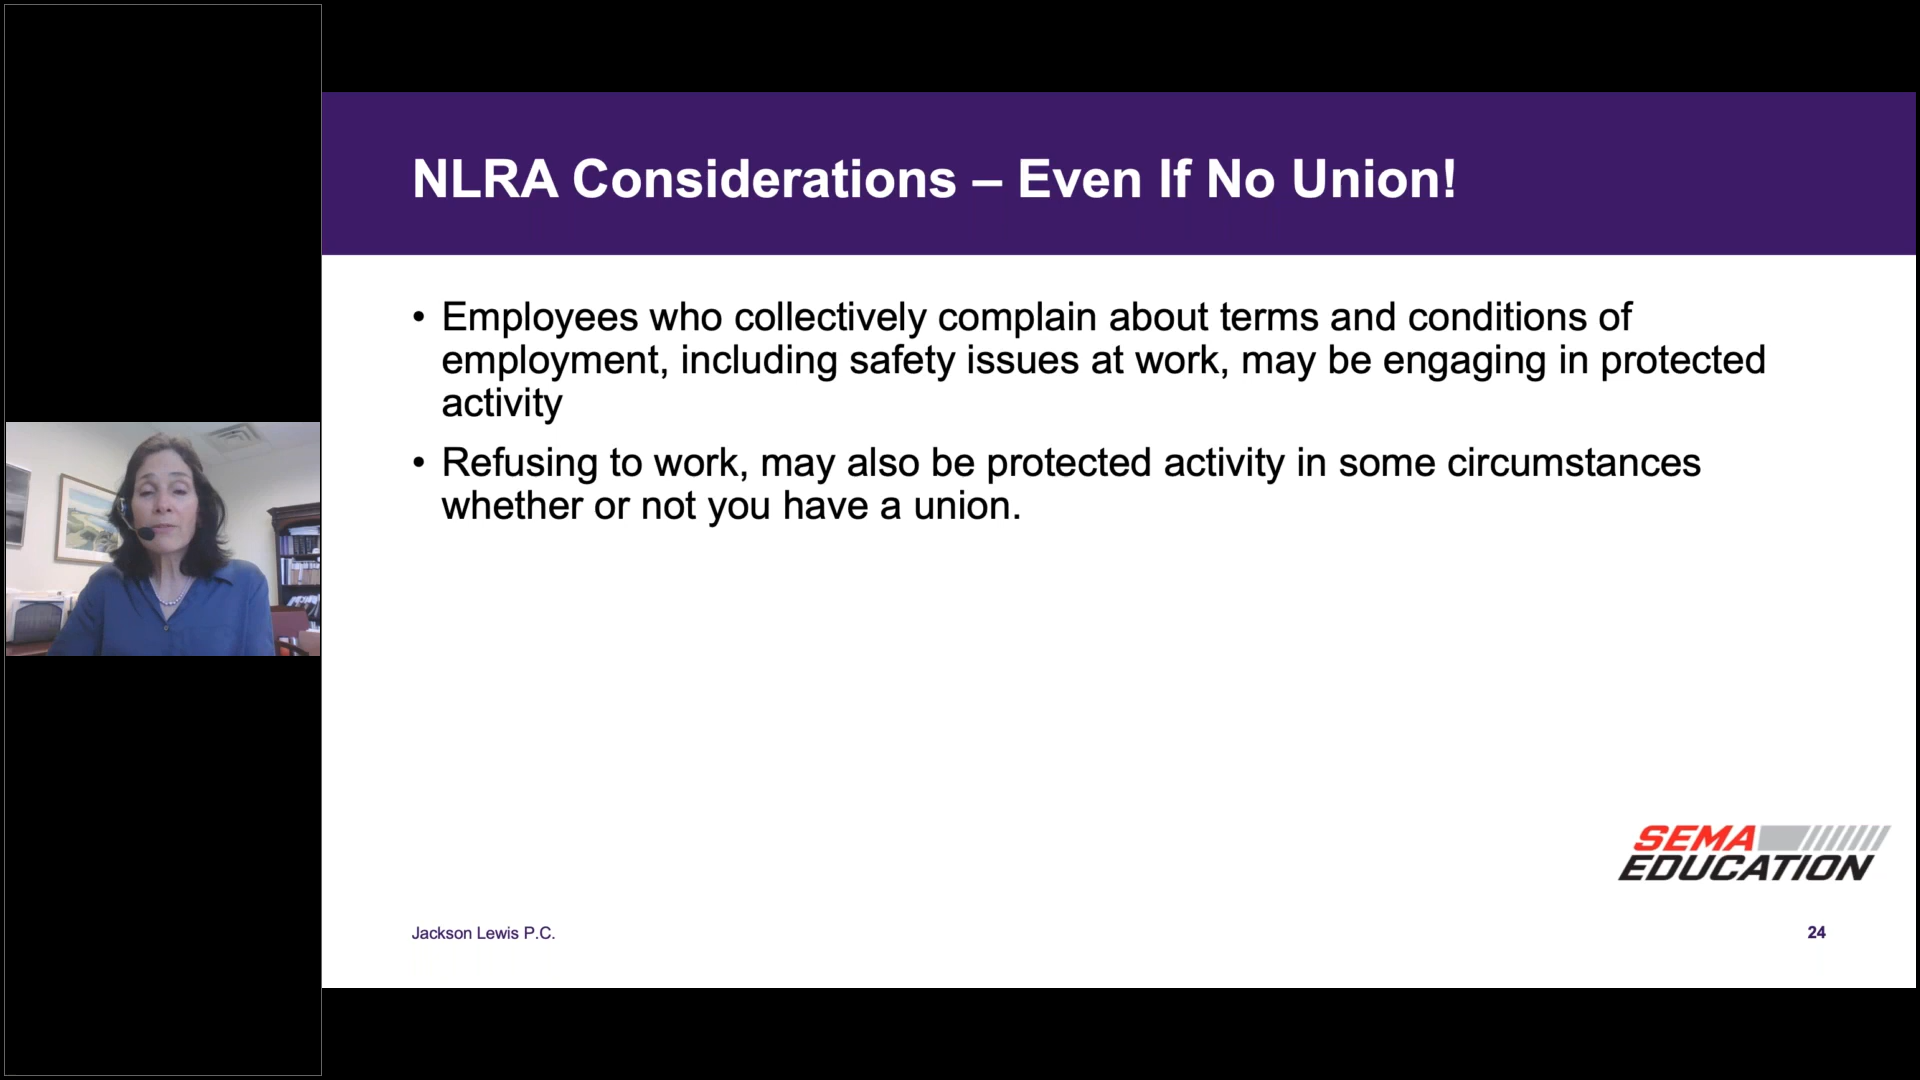 NLRA Considerations – Even If No Union!
• Employees who collectively complain about terms and conditions of
employment, including safety issues at work, may be engaging in protected
activity
• Refusing to work, may also be protected activity in some circumstances
whether or not you have a union.
SEMA
EDUCATION
Jackson Lewis P.C.
24